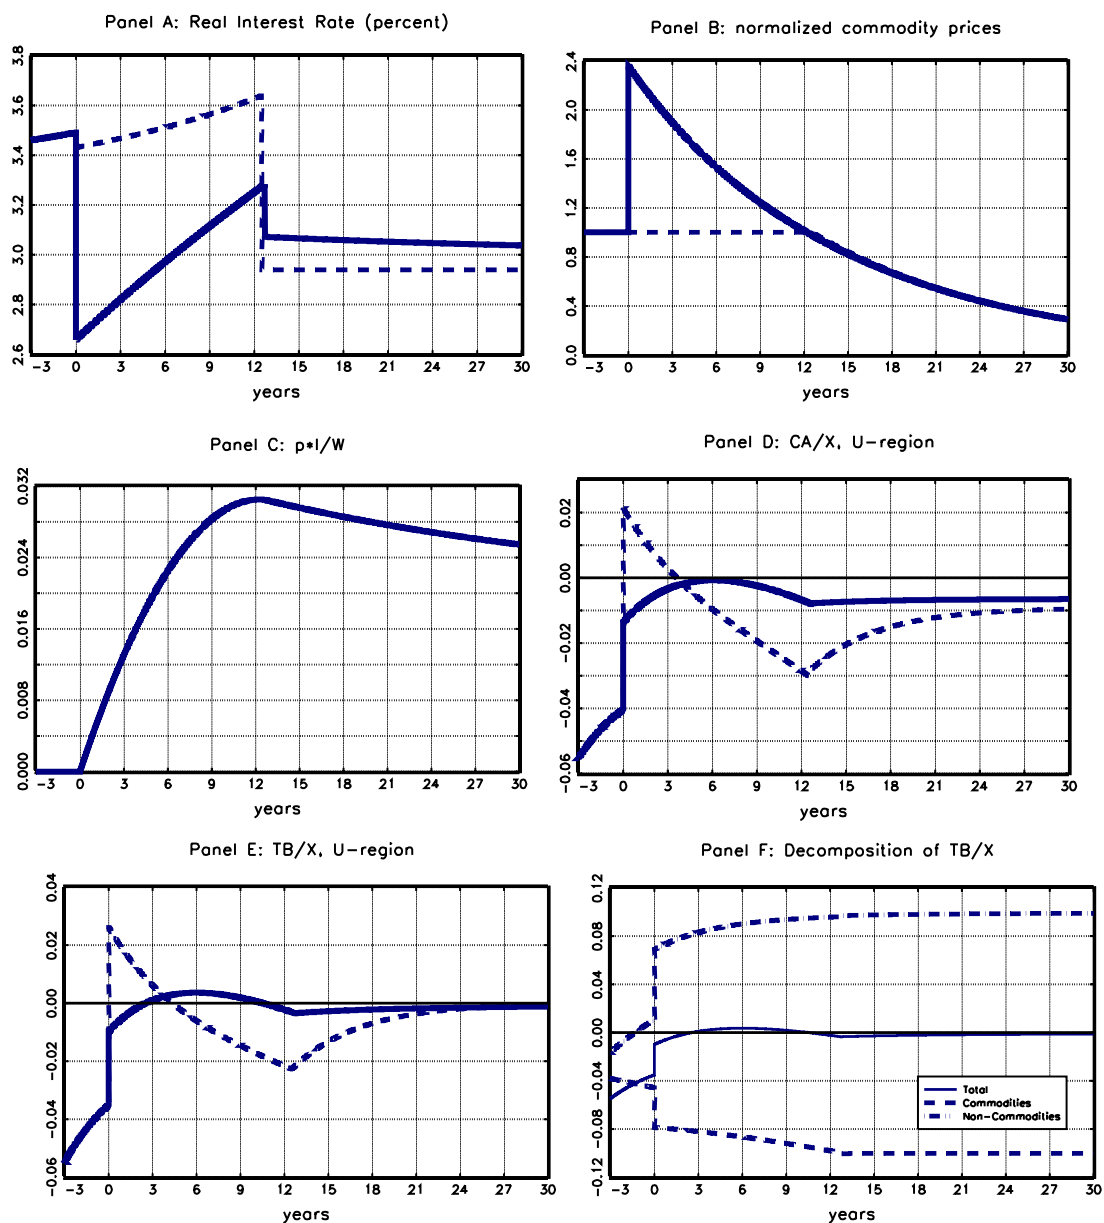 Panel A: Real Interest Rate (percent)
3.8
3.6
3.4
3.2
3.0
2.8
2.6
-3 0 3 6 9 12 15 18 21 24 27 30
years
Panel B: normalized commodity prices
2.4
2.0
1.6
1.2
0.8
0.4
0.0
-3 0 3 6 9 12 15 18 21 24 27 30
years
Panel C: p*I/W
0.032
0.024
0.016
0.008
0.000
-3 0 3 6 9 12 15 18 21 24 27 30
years
Panel D: CA/X, U-region
0.02
0.00
-0.02
-0.04
-0.06
-3 0 3 6 9 12 15 18 21 24 27 30
years
Panel E: TB/X, U-region
0.04
0.02
0.00
-0.02
-0.04
-0.06
-3 0 3 6 9 12 15 18 21 24 27 30
years
Panel F: Decomposition of TB/X
0.12
0.08
0.04
0.00
-0.04
-0.08
-0.12
Total
Commodities
Non-Commodities
-3 0 3 6 9 12 15 18 21 24 27 30
years